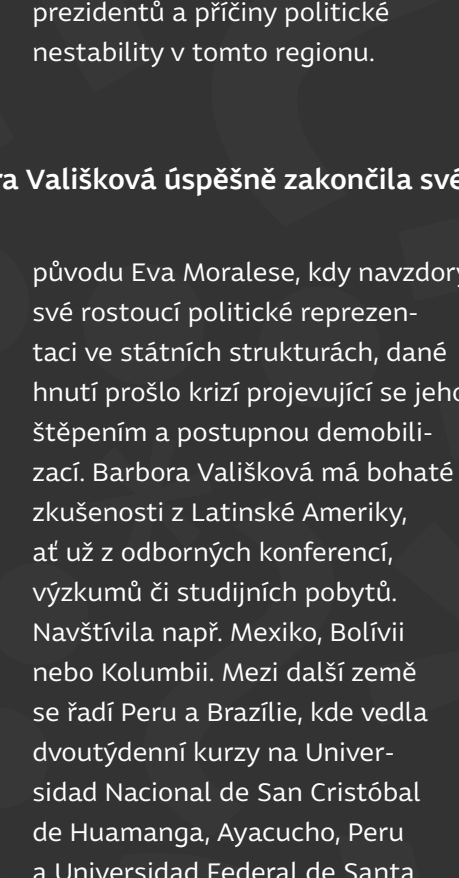 prezidentů a příčiny politické
nestability v tomto regionu.
Vališková úspěšně zakončila své
původu Eva Moralese, kdy navzdory
své rostoucí politické reprezen-
taci ve státních strukturách, dané
hnutí prošlo krizí projevující se jeho
štěpením a postupnou demobili-
zací. Barbora Vališková má bohaté
zkušenosti z Latinské Ameriky,
ať už z odborných konferencí,
výzkumů či studijních pobytů.
Navštívila např. Mexiko, Bolívii
nebo Kolumbii. Mezi další země
se řadí Peru a Brazílie, kde vedla
dvoutýdenní kurzy na Univer-
sidad Nacional de San Cristóbal
de Huamanga, Ayacucho, Peru
a Universidad Federal de Santa